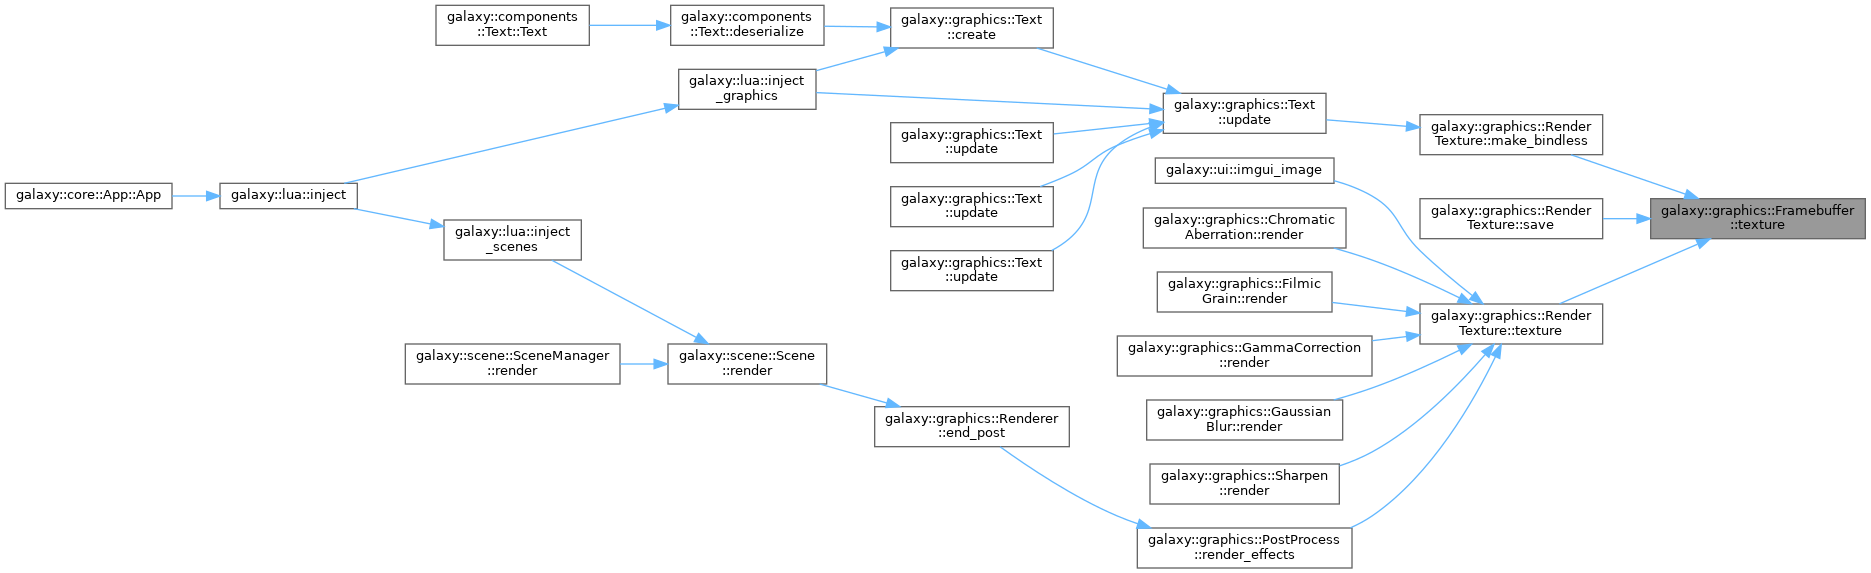 galaxy::components
::Text::Text
galaxy::components
::Text::deserialize
galaxy::graphics::Text
::create
galaxy::lua::inject
_graphics
galaxy::graphics::Text
::update
galaxy::graphics::Text
::update
galaxy::graphics::Render
Texture::make_bindless
galaxy::ui::imgui_image
galaxy::core::App::App
galaxy::lua::inject
galaxy::graphics::Text
::update
galaxy::graphics::Chromatic
Aberration::render
galaxy::graphics::Render
Texture::save
galaxy::graphics::Framebuffer
::texture
galaxy::lua::inject
_scenes
galaxy::graphics::Text
::update
galaxy::graphics::Filmic
Grain::render
galaxy::graphics::Render
Texture::texture
galaxy::scene::SceneManager
::render
galaxy::scene::Scene
::render
galaxy::graphics::GammaCorrection
::render
galaxy::graphics::Renderer
::end_post
galaxy::graphics::Gaussian
Blur::render
galaxy::graphics::Sharpen
::render
galaxy::graphics::PostProcess
::render_effects